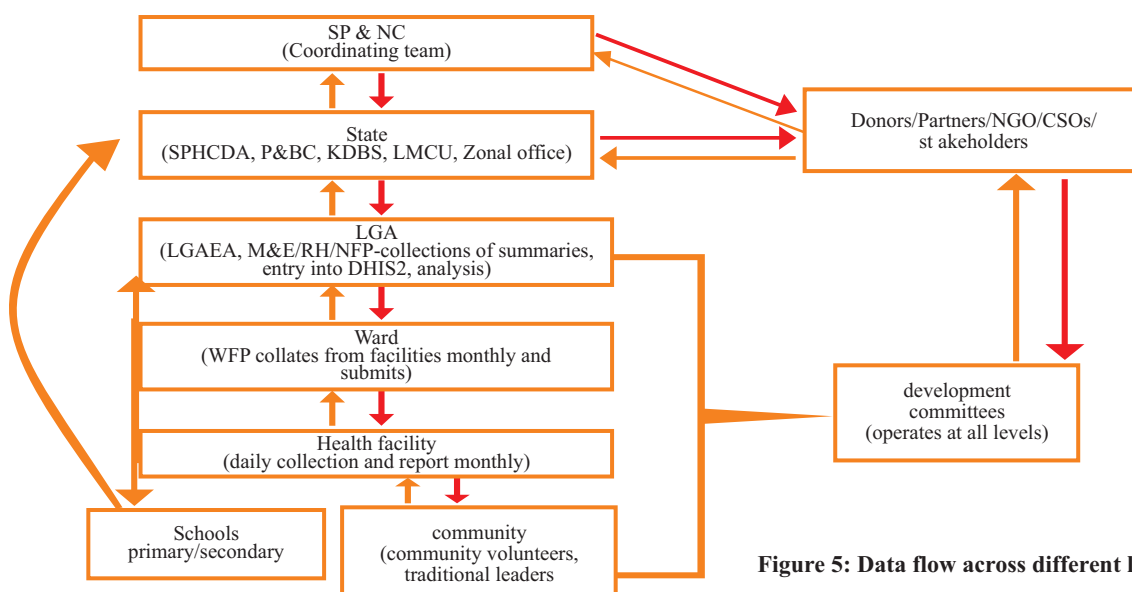 SP & NC
(Coordinating team)
State
(SPHCDA, P&BC, KDBS, LMCU, Zonal office)
Donors/Partners/NGO/CSOs/
st akeholders
LGA
(LGAEA, M&E/RH/NFP-collections of summaries,
entry into DHIS2, analysis)
Ward
(WFP collates from facilities monthly and
submits)
development
committees
(operates at all levels)
Health facility
(daily collection and report monthly)
Schools
primary/secondary
community
(community volunteers,
traditional leaders
Figure 5: Data flow across different